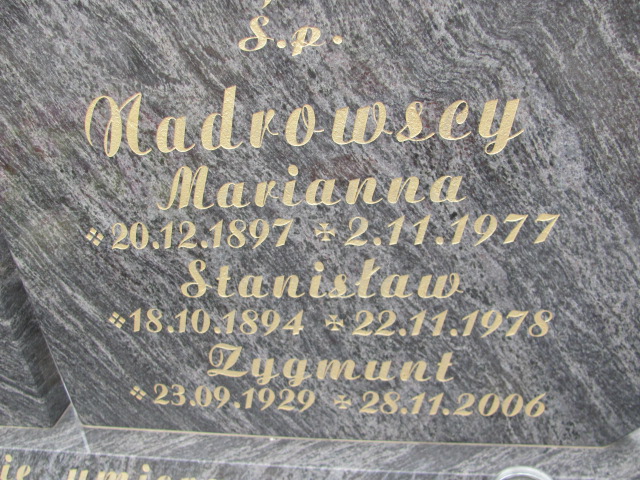 Ś.p.
Nadrowscy
Marianna
20.12.1897 2.11.1977
Stanisław
18.10.1894 22.11.1978
Zygmunt
23.09.1929 28.11.2006